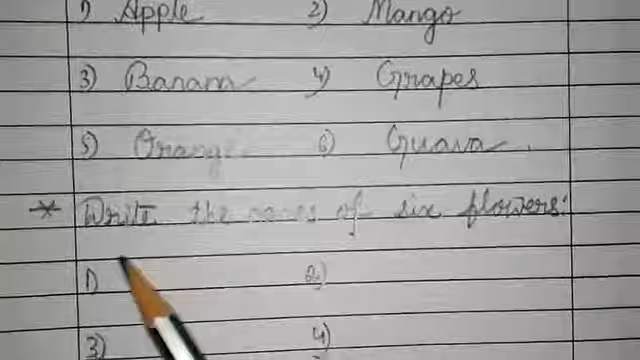 1) Apple 2) Mango
3) Banana 4) Grapes
5) Orange 6) Guava.
* Write the names of six flowers:
1) 2)
3) 4)